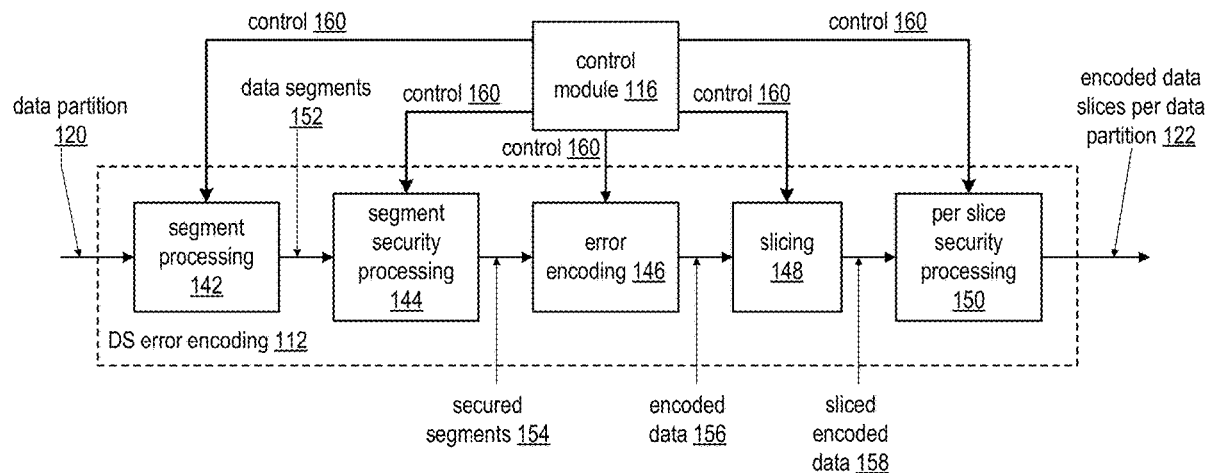 control 160
control 160
control
module 116
encoded data
slices per data
partition 122
data partition
120
data segments
152
control 160
control 160
control 160
segment
processing
142
segment
security
processing
144
error
encoding 146
slicing
148
per slice
security
processing
150
DS error encoding 112
secured
segments 154
encoded
data 156
sliced
encoded
data 158